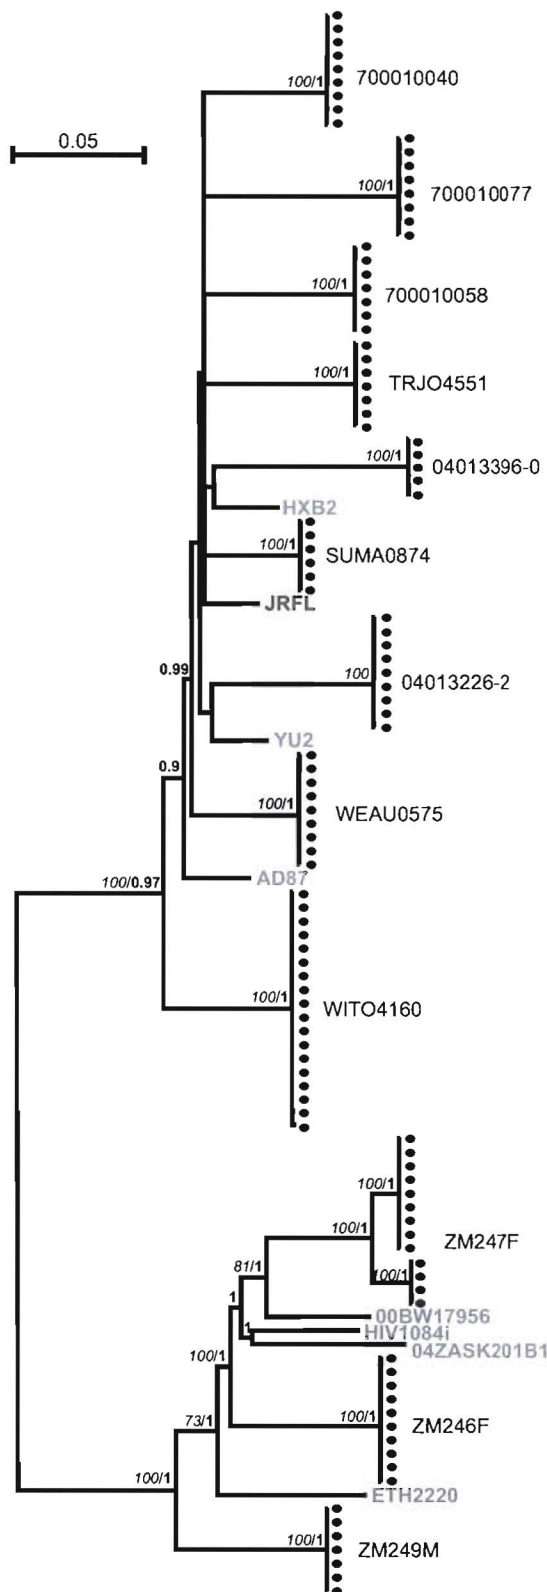 100/1
700010040
0.05
100/1
700010077
100/1
700010058
100/1
TRJO4551
100/1
04013396-0
HXB2
100/1
SUMA0874
JRFL
0.99
100
04013226-2
YU2
0.9
100/1
WEAU0575
AD87
100/0.97
100/1
WITO4160
100/1
100/1
ZM247F
81/1
100/1
1
00BW17956
1
HIV1084i
04ZASK201B1
100/1
100/1
ZM246F
73/1
100/1
ETH2220
100/1
ZM249M